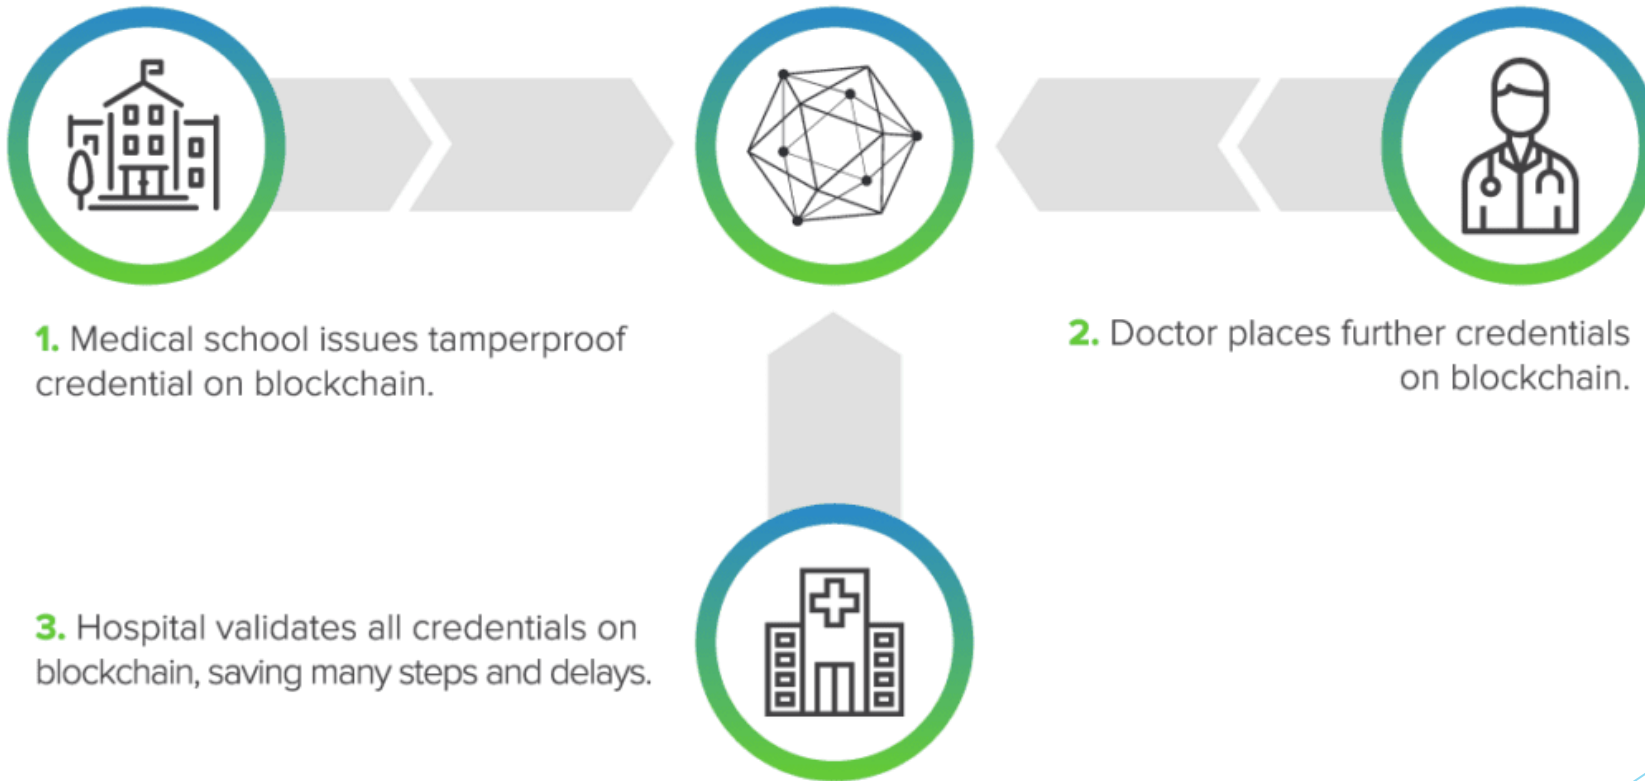 1. Medical school issues tamperproof
credential on blockchain.
2. Doctor places further credentials
on blockchain.
3. Hospital validates all credentials on
blockchain, saving many steps and delays.